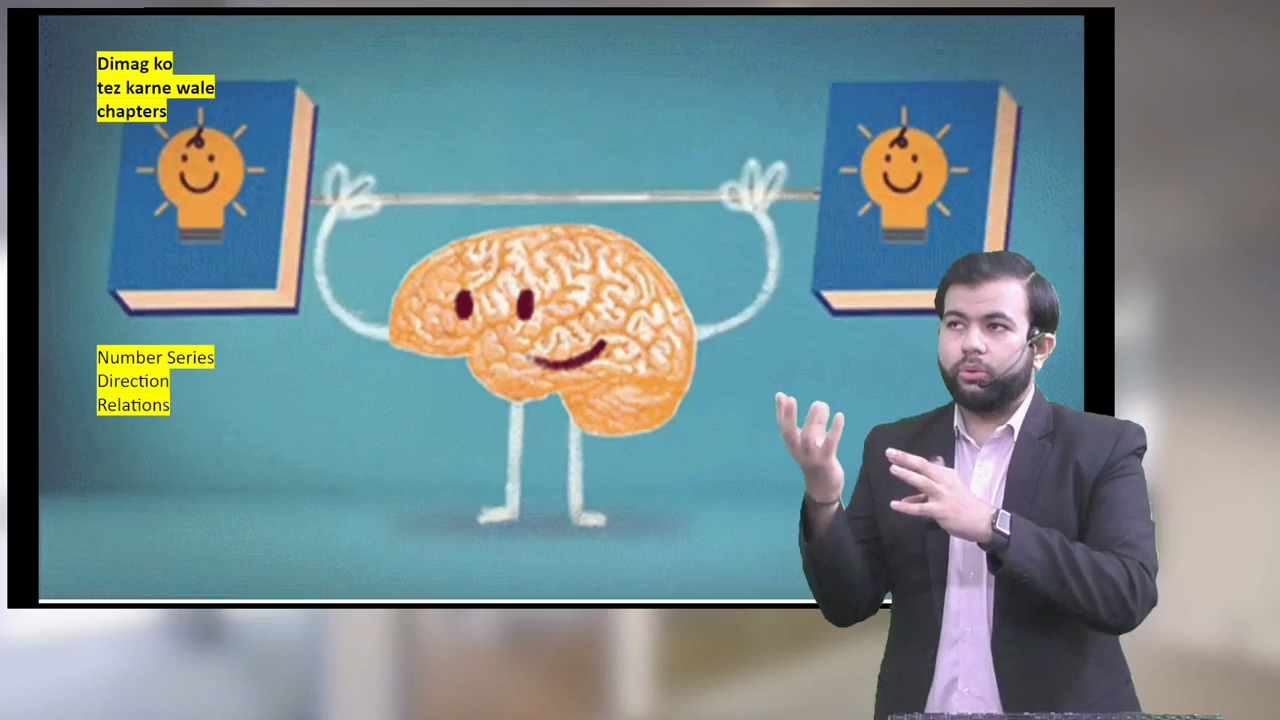 Dimag ko
tez karne wale
chapters
Number Series
Direction
Relations